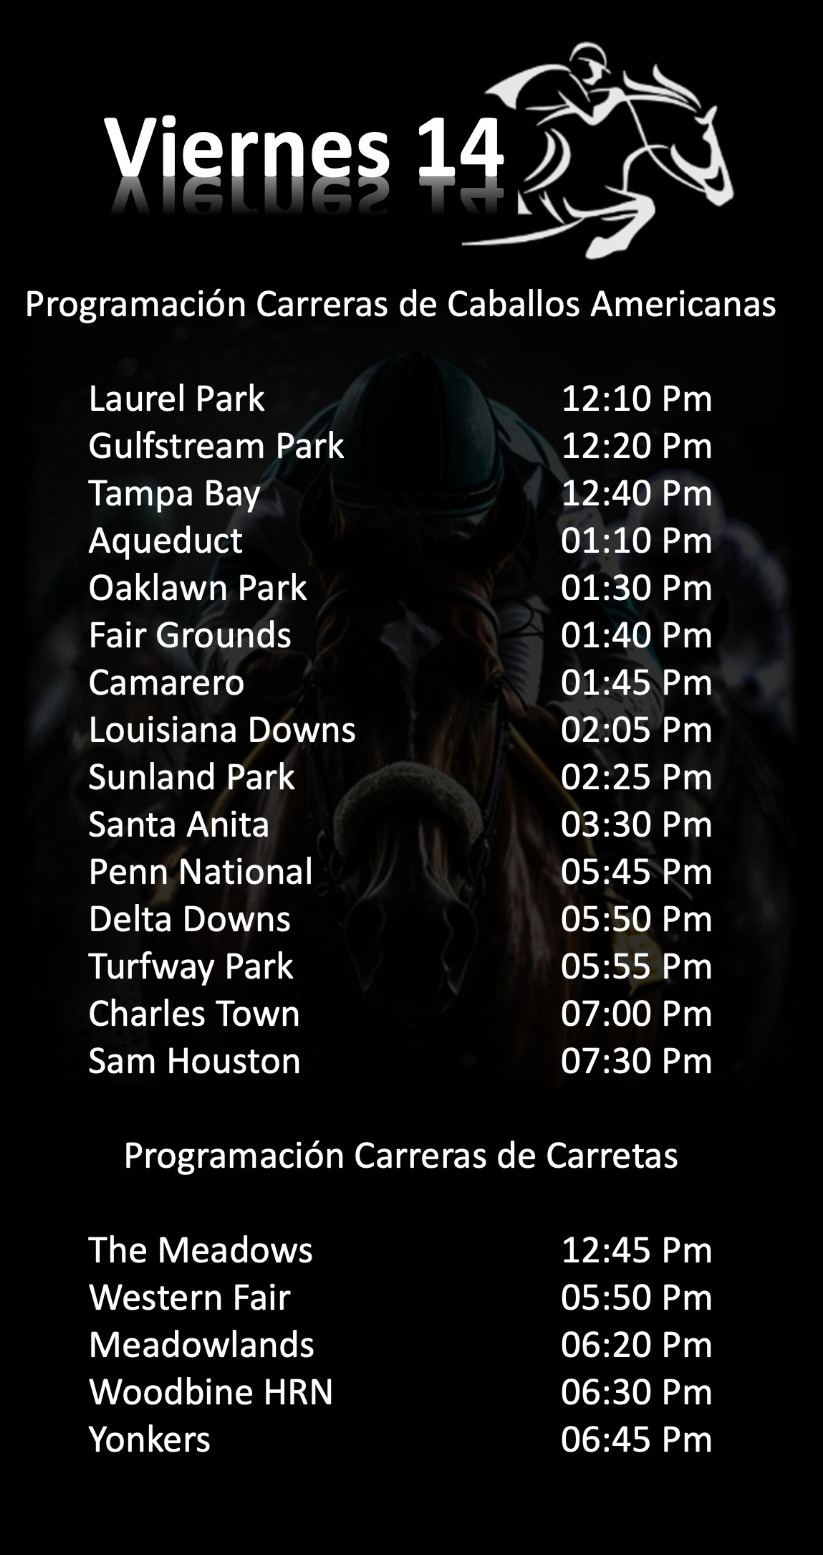 Viernes 14
Programación Carreras de Caballos Americanas
Laurel Park 12:10 Pm
Gulfstream Park 12:20 Pm
Tampa Bay 12:40 Pm
Aqueduct 01:10 Pm
Oaklawn Park 01:30 Pm
Fair Grounds 01:40 Pm
Camarero 01:45 Pm
Louisiana Downs 02:05 Pm
Sunland Park 02:25 Pm
Santa Anita 03:30 Pm
Penn National 05:45 Pm
Delta Downs 05:50 Pm
Turfway Park 05:55 Pm
Charles Town 07:00 Pm
Sam Houston 07:30 Pm
Programación Carreras de Carretas
The Meadows 12:45 Pm
Western Fair 05:50 Pm
Meadowlands 06:20 Pm
Woodbine HRN 06:30 Pm
Yonkers 06:45 Pm